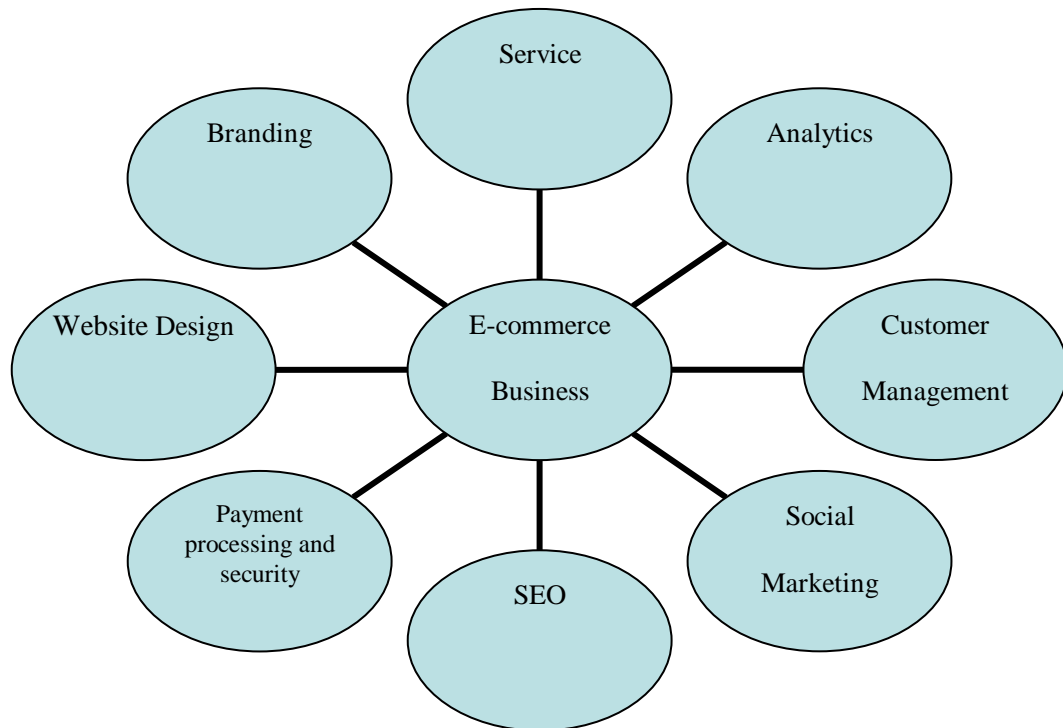 Service
Branding
Analytics
Website Design
E-commerce
Business
Customer
Management
Payment
processing and
security
SEO
Social
Marketing